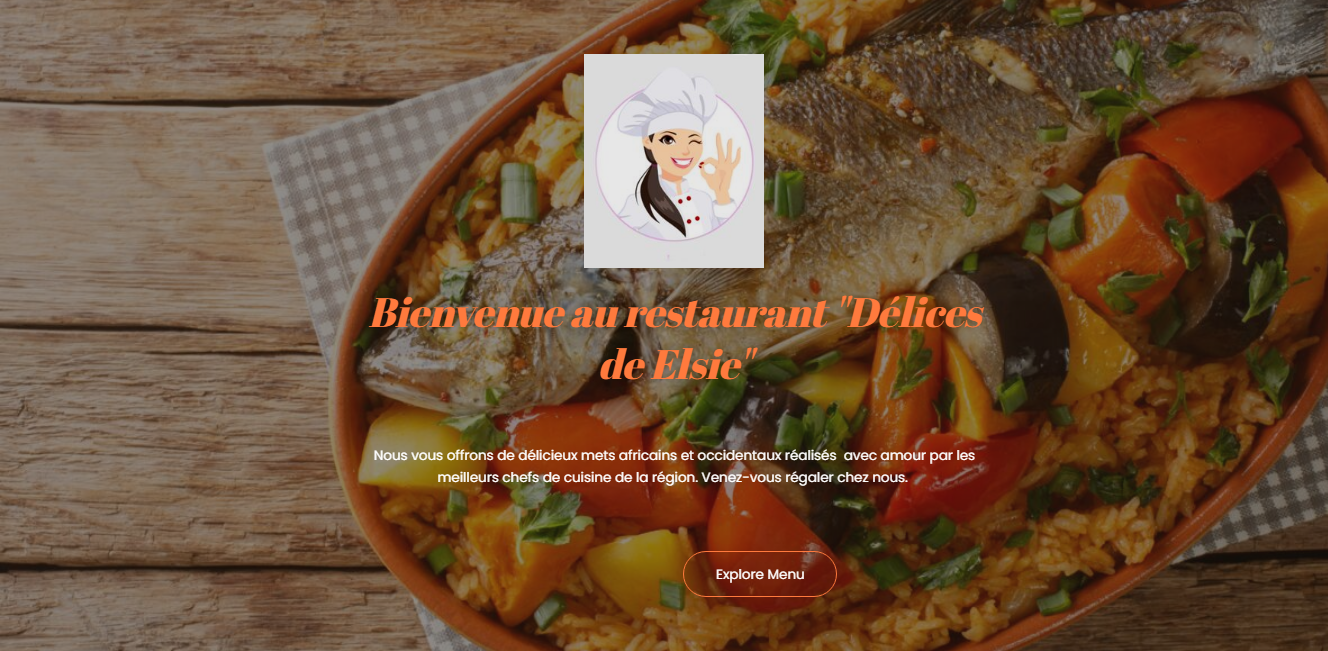 Bienvenue au restaurant "Délices
de Elsie"
Nous vous offrons de délicieux mets africains et occidentaux réalisés  avec amour par les
meilleurs chefs de cuisine de la région. Venez-vous régaler chez nous.
Explore Menu